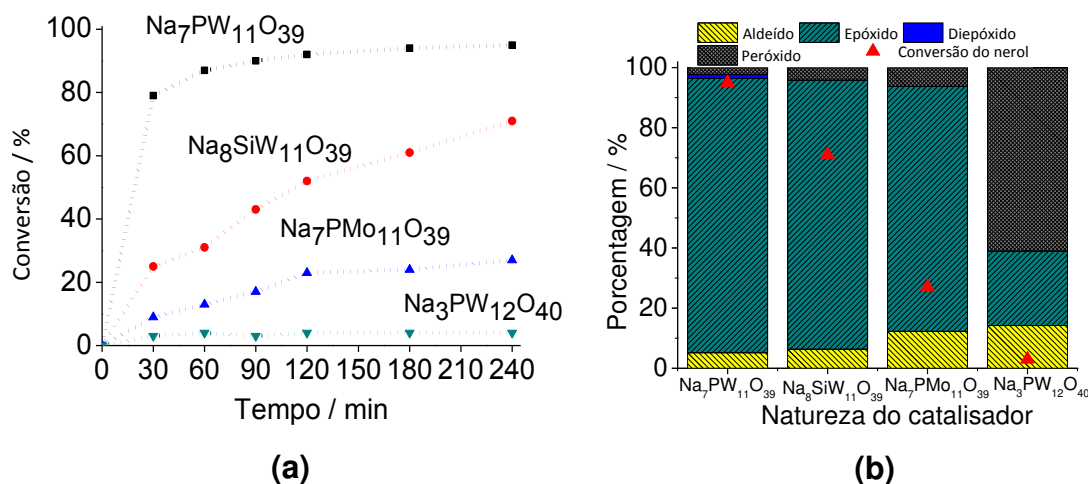 Na₇PW₁₁O₃₉
Na₈SiW₁₁O₃₉
Na₇PMo₁₁O₃₉
Na₃PW₁₂O₄₀
100
80
60
40
20
0
Conversão / %
0 30 60 90 120 150 180 210 240
Tempo / min
(a)
Aldeído Epóxido Diepóxido
Peróxido Conversão do nerol
100
80
60
40
20
0
Porcentagem / %
Na₇PW₁₁O₃₉ Na₈SiW₁₁O₃₉ Na₇PMo₁₁O₃₉ Na₃PW₁₂O₄₀
Natureza do catalisador
(b)